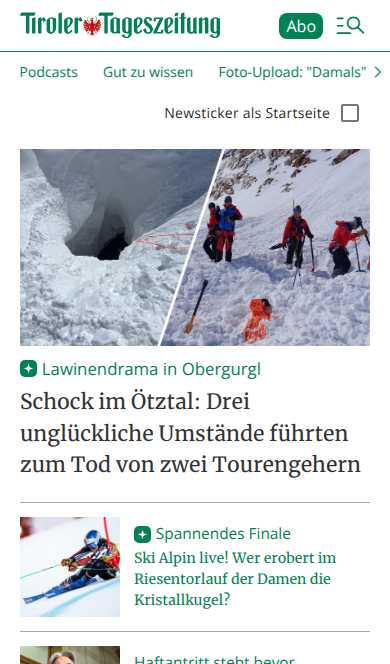 Tiroler Tageszeitung
Abo
Podcasts Gut zu wissen Foto-Upload: "Damals"
Newsticker als Startseite
Lawinendrama in Obergurgl
Schock im Ötztal: Drei
unglückliche Umstände führten
zum Tod von zwei Tourengehern
Spannendes Finale
Ski Alpin live! Wer erobert im
Riesentorlauf der Damen die
Kristallkugel?
Haftantritt steht bevor